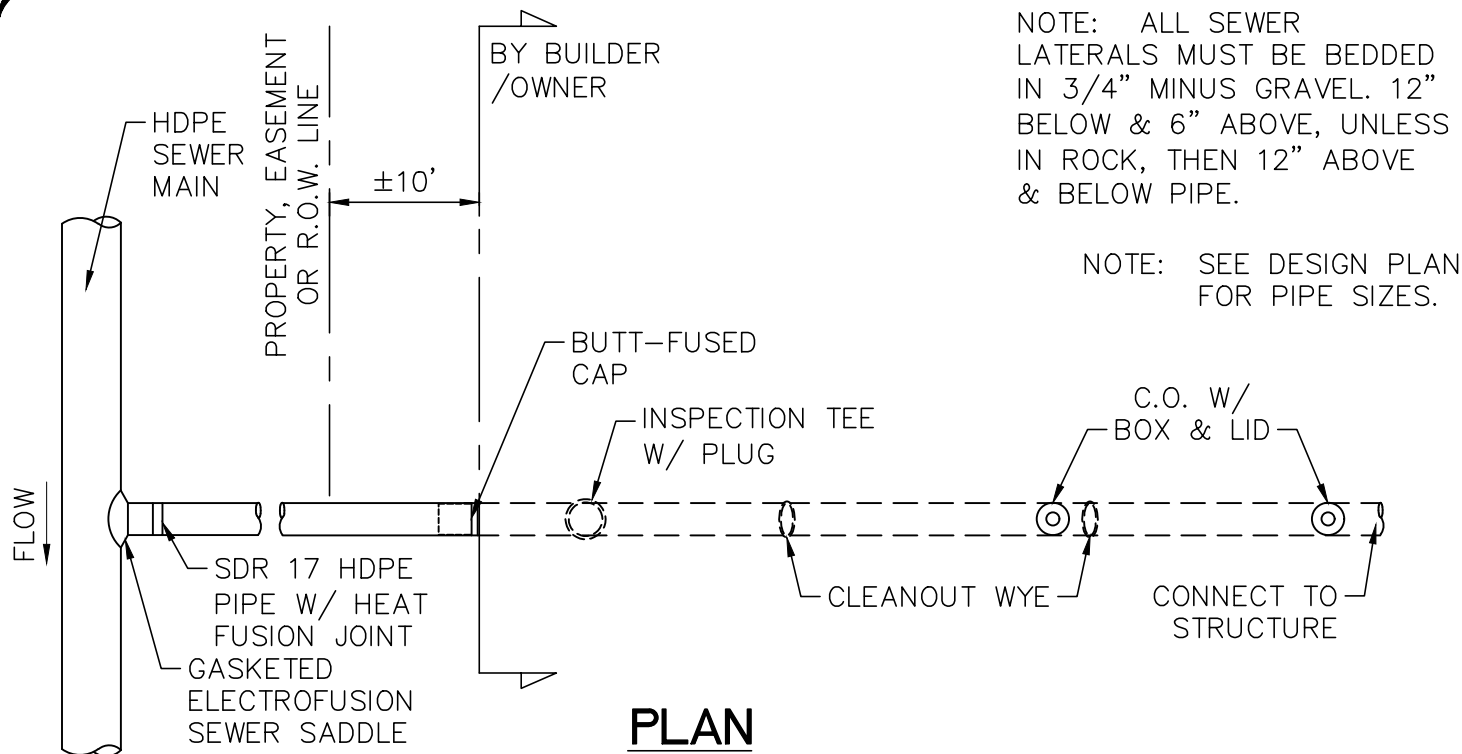 NOTE: ALL SEWER
LATERALS MUST BE BEDDED
IN 3/4" MINUS GRAVEL. 12"
BELOW & 6" ABOVE, UNLESS
IN ROCK, THEN 12" ABOVE
& BELOW PIPE.
NOTE: SEE DESIGN PLAN
FOR PIPE SIZES.
BY BUILDER
/OWNER
PROPERTY, EASEMENT
OR R.O.W. LINE
HDPE
SEWER
MAIN
±10'
BUTT-FUSED
CAP
INSPECTION TEE
W/ PLUG
C.O. W/
BOX & LID
FLOW
SDR 17 HDPE
PIPE W/ HEAT
FUSION JOINT
GASKETED
ELECTROFUSION
SEWER SADDLE
CLEANOUT WYE
CONNECT TO
STRUCTURE
PLAN